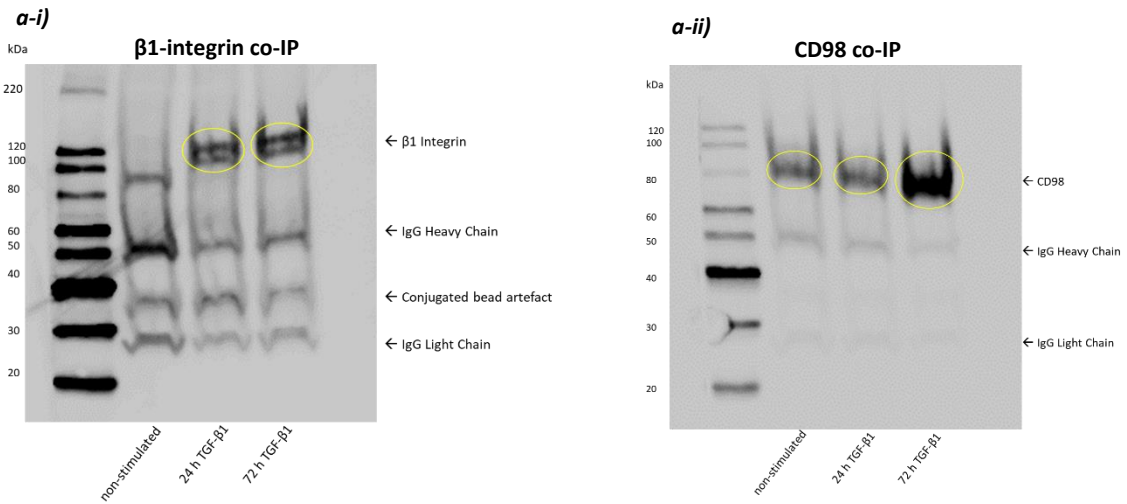 a-i)
β1-integrin co-IP
kDa
220
120
100
80
60
50
40
30
20
← β1 Integrin
← IgG Heavy Chain
← Conjugated bead artefact
← IgG Light Chain
non-stimulated
24 h TGF-β1
72 h TGF-β1
a-ii)
CD98 co-IP
kDa
120
100
80
60
50
40
30
20
← CD98
← IgG Heavy Chain
← IgG Light Chain
non-stimulated
24 h TGF-β1
72 h TGF-β1